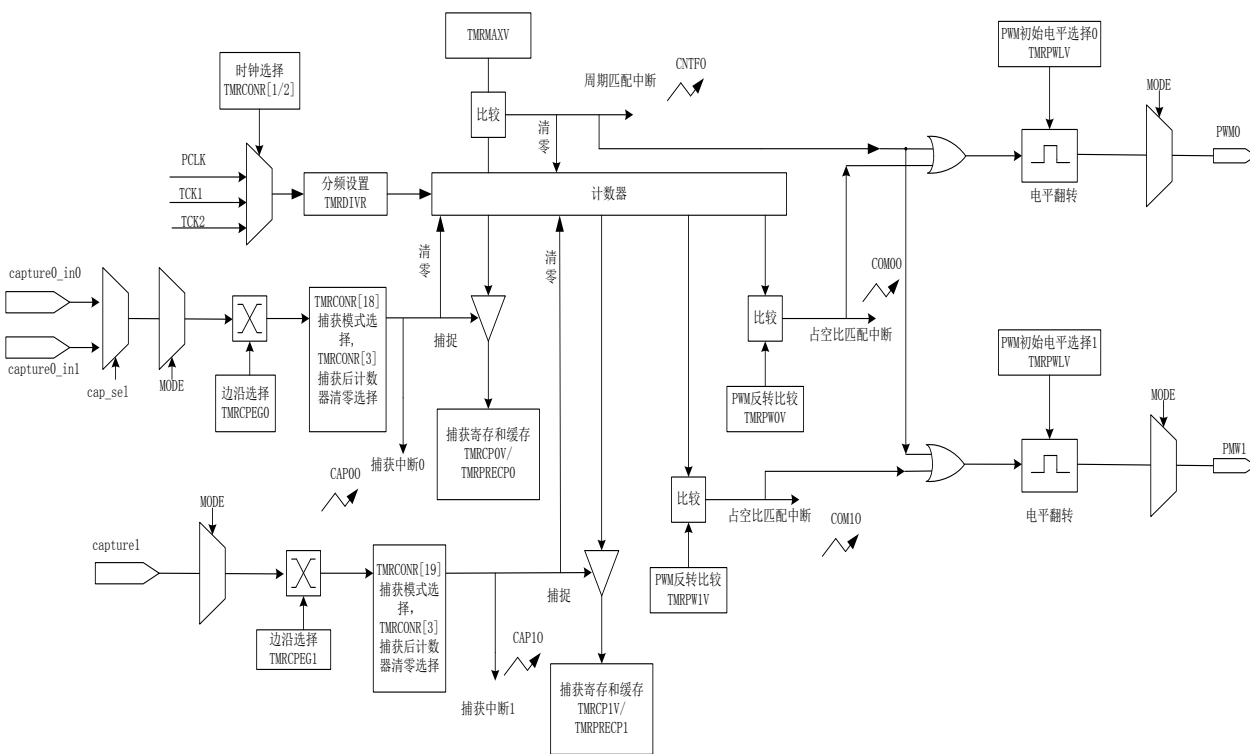 TMRMAXV
PWM初始电平选择0
TMRPWLV
时钟选择
TMRCONR[1/2]
比较
周期匹配中断
CNTF0
MODE
清零
PCLK
TCK1
TCK2
分频设置
TMRDIVR
计数器
电平翻转
PWM0
capture0_in0
capture0_in1
cap_sel
MODE
边沿选择
TMRCPEG0
TMRCONR[18]
捕获模式选
择,
TMRCONR[3]
捕获后计数
器清零选择
清零
捕捉
清零
捕获中断0
CAP00
捕获寄存和缓存
TMRCP0V/
TMRPRECP0
比较
占空比匹配中断
COM00
PWM反转比较
TMRPW0V
PWM初始电平选择1
TMRPWLV
MODE
电平翻转
PMW1
比较
占空比匹配中断
COM10
PWM反转比较
TMRPW1V
capture1
MODE
边沿选择
TMRCPEG1
TMRCONR[19]
捕获模式选
择,
TMRCONR[3]
捕获后计数
器清零选择
捕捉
CAP10
捕获中断1
捕获寄存和缓存
TMRCP1V/
TMRPRECP1